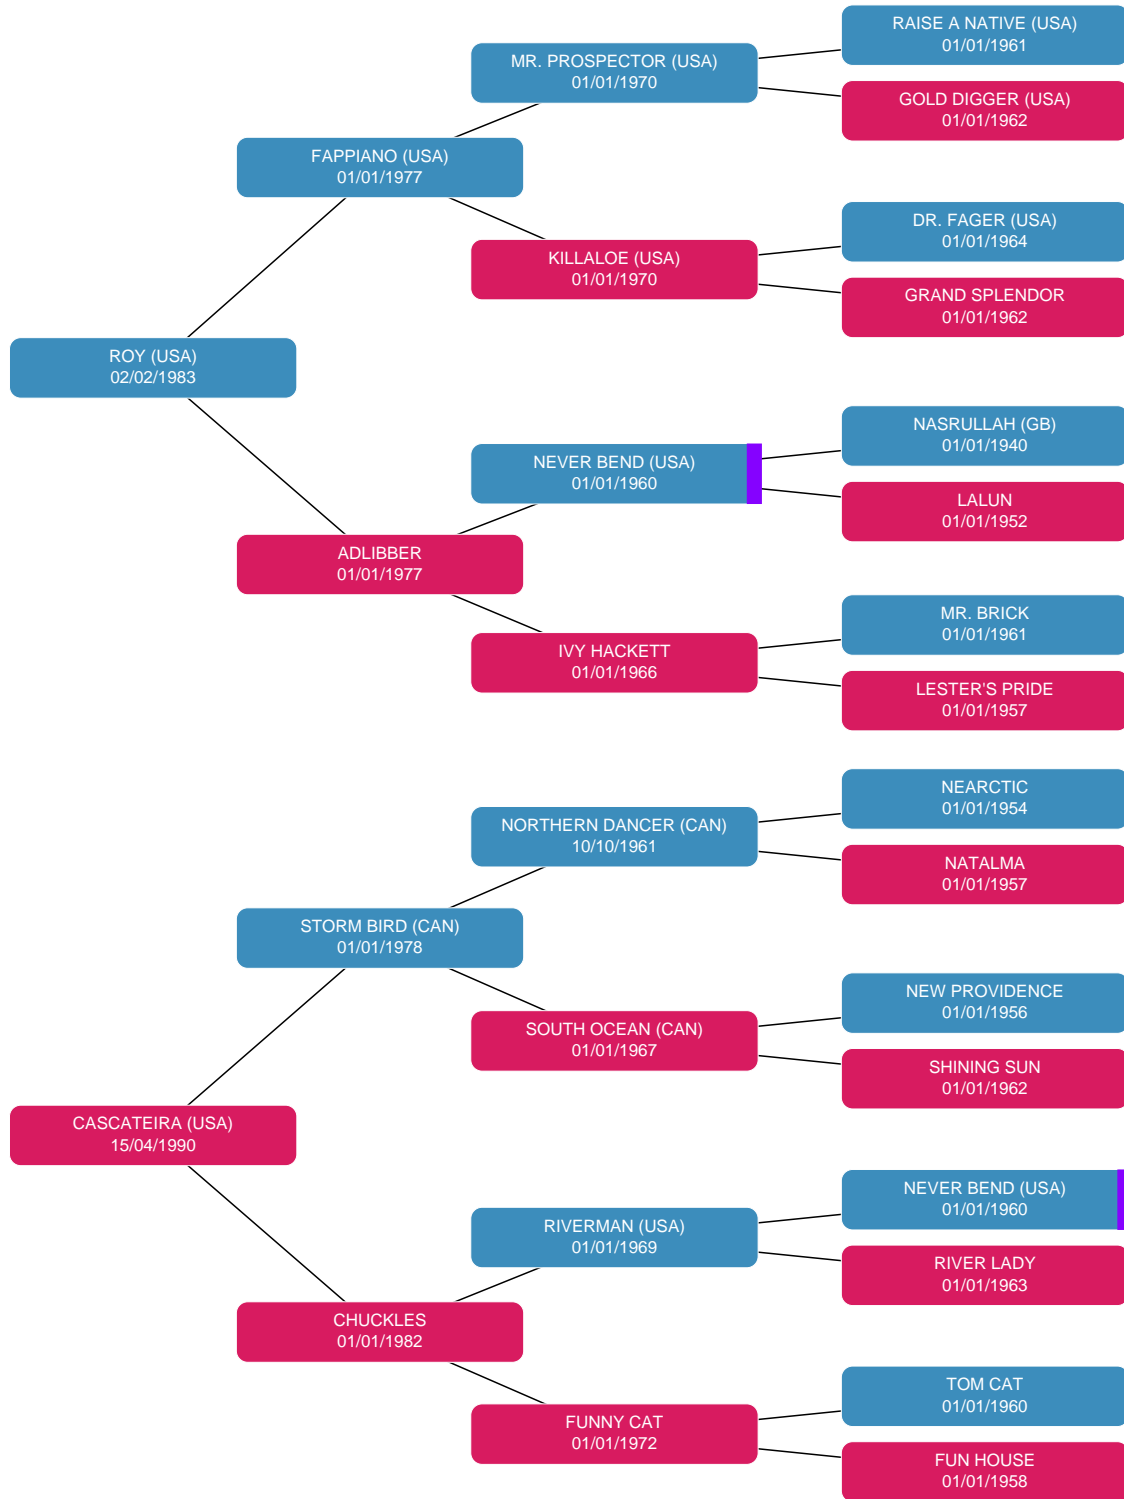 RAISE A NATIVE (USA)
01/01/1961
MR. PROSPECTOR (USA)
01/01/1970
GOLD DIGGER (USA)
01/01/1962
FAPPIANO (USA)
01/01/1977
DR. FAGER (USA)
01/01/1964
KILLALOE (USA)
01/01/1970
GRAND SPLENDOR
01/01/1962
ROY (USA)
02/02/1983
NASRULLAH (GB)
01/01/1940
NEVER BEND (USA)
01/01/1960
LALUN
01/01/1952
ADLIBBER
01/01/1977
MR. BRICK
01/01/1961
IVY HACKETT
01/01/1966
LESTER'S PRIDE
01/01/1957
NEARCTIC
01/01/1954
NORTHERN DANCER (CAN)
10/10/1961
NATALMA
01/01/1957
STORM BIRD (CAN)
01/01/1978
NEW PROVIDENCE
01/01/1956
SOUTH OCEAN (CAN)
01/01/1967
SHINING SUN
01/01/1962
CASCATEIRA (USA)
15/04/1990
NEVER BEND (USA)
01/01/1960
RIVERMAN (USA)
01/01/1969
RIVER LADY
01/01/1963
CHUCKLES
01/01/1982
TOM CAT
01/01/1960
FUNNY CAT
01/01/1972
FUN HOUSE
01/01/1958